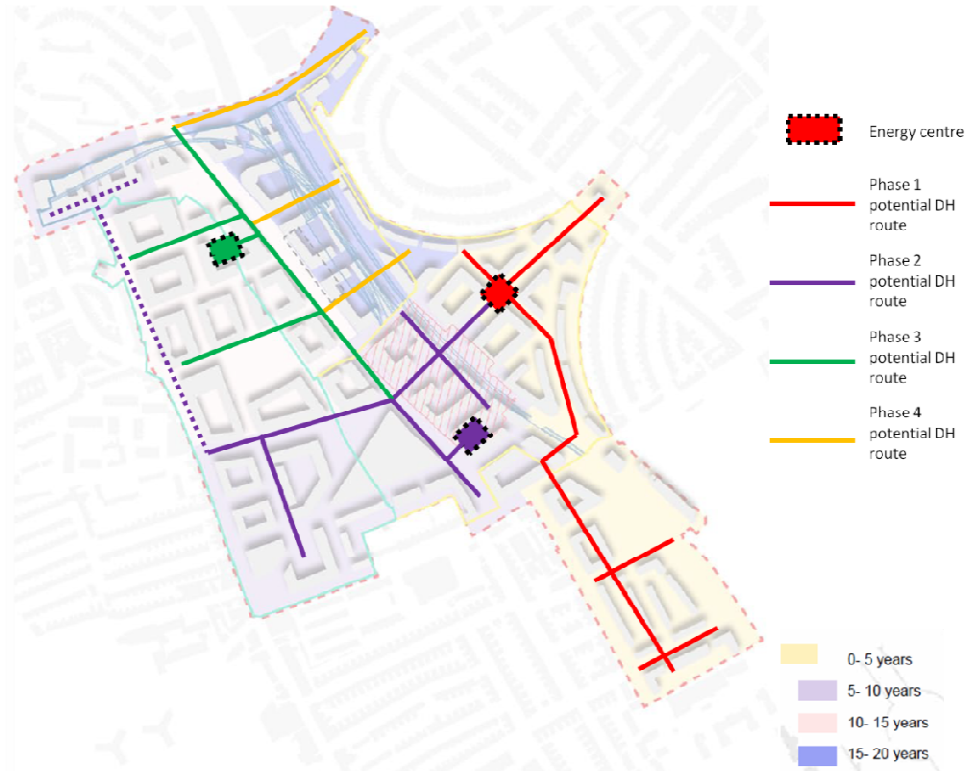 Energy centre
Phase 1
potential DH
route
Phase 2
potential DH
route
Phase 3
potential DH
route
Phase 4
potential DH
route
0- 5 years
5- 10 years
10- 15 years
15- 20 years